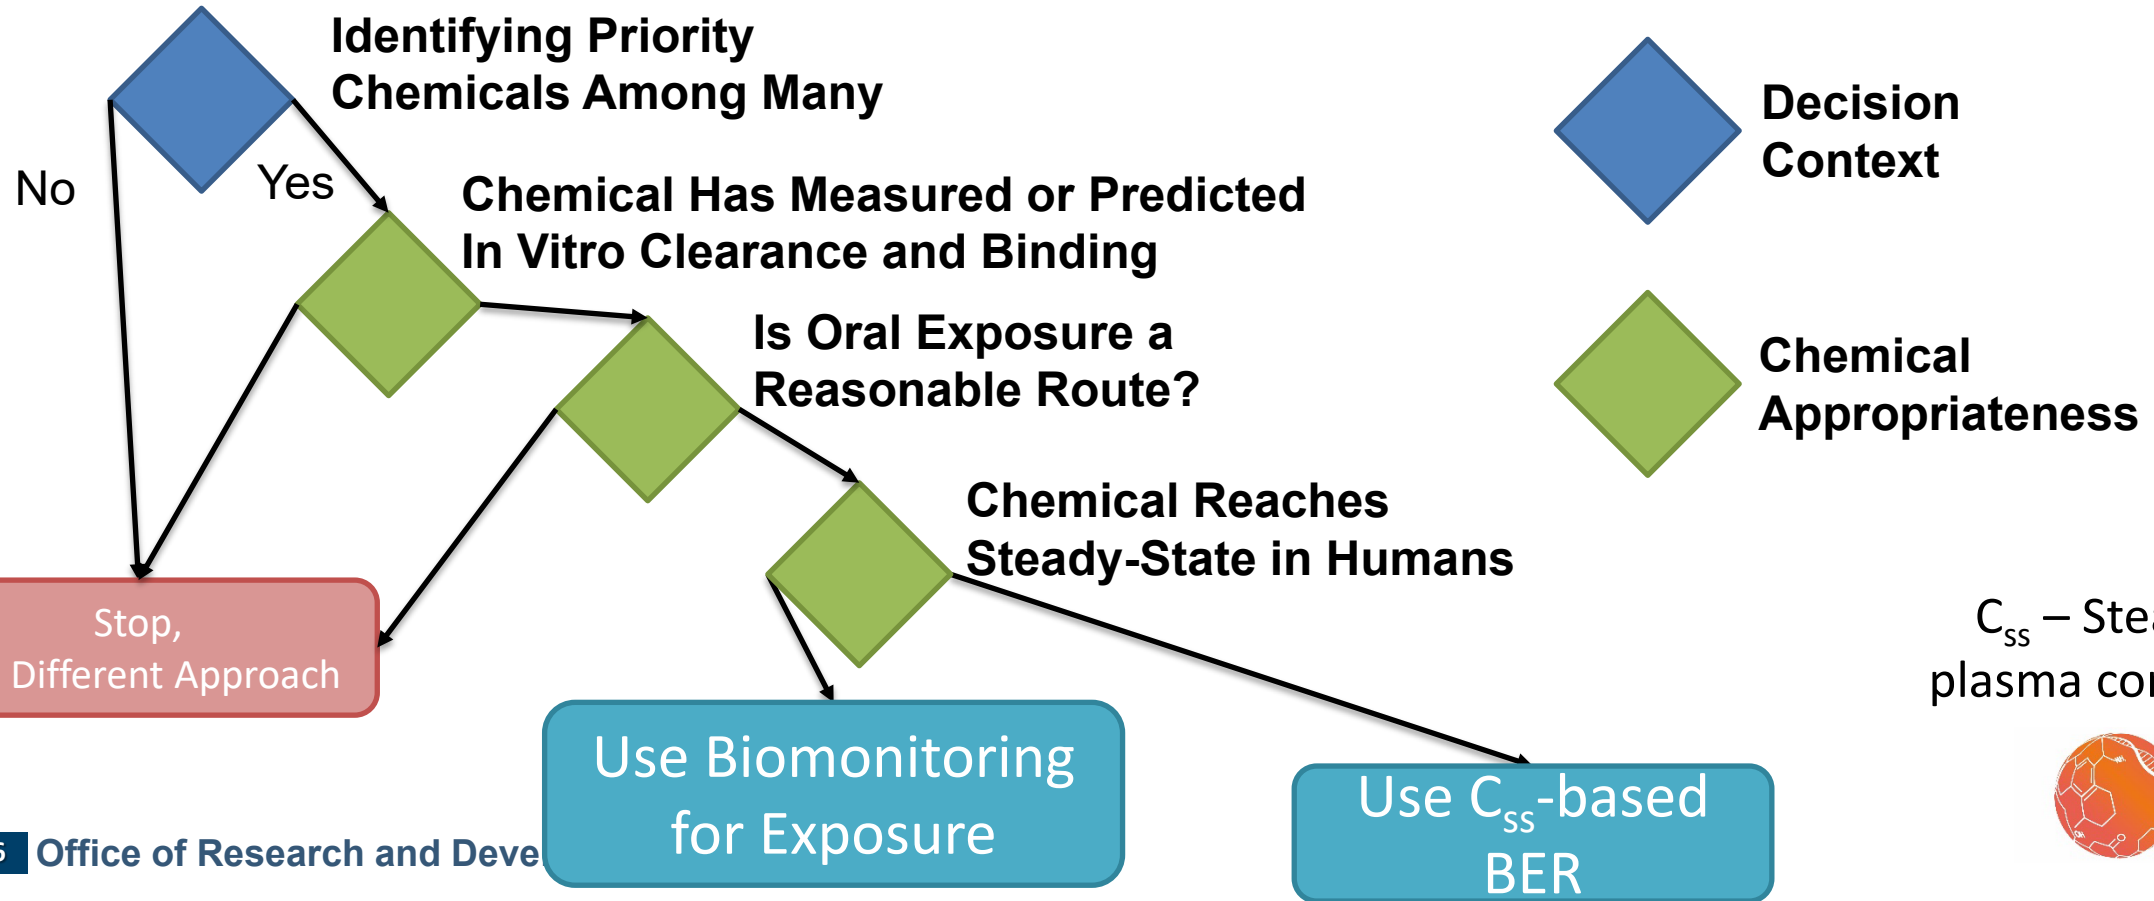 Identifying Priority
Chemicals Among Many
No
Yes
Chemical Has Measured or Predicted
In Vitro Clearance and Binding
Is Oral Exposure a
Reasonable Route?
Chemical Reaches
Steady-State in Humans
Decision
Context
Chemical
Appropriateness
Stop,
Different Approach
Use Biomonitoring
for Exposure
Use Css-based
BER
Css –
plasma
Office of Research and